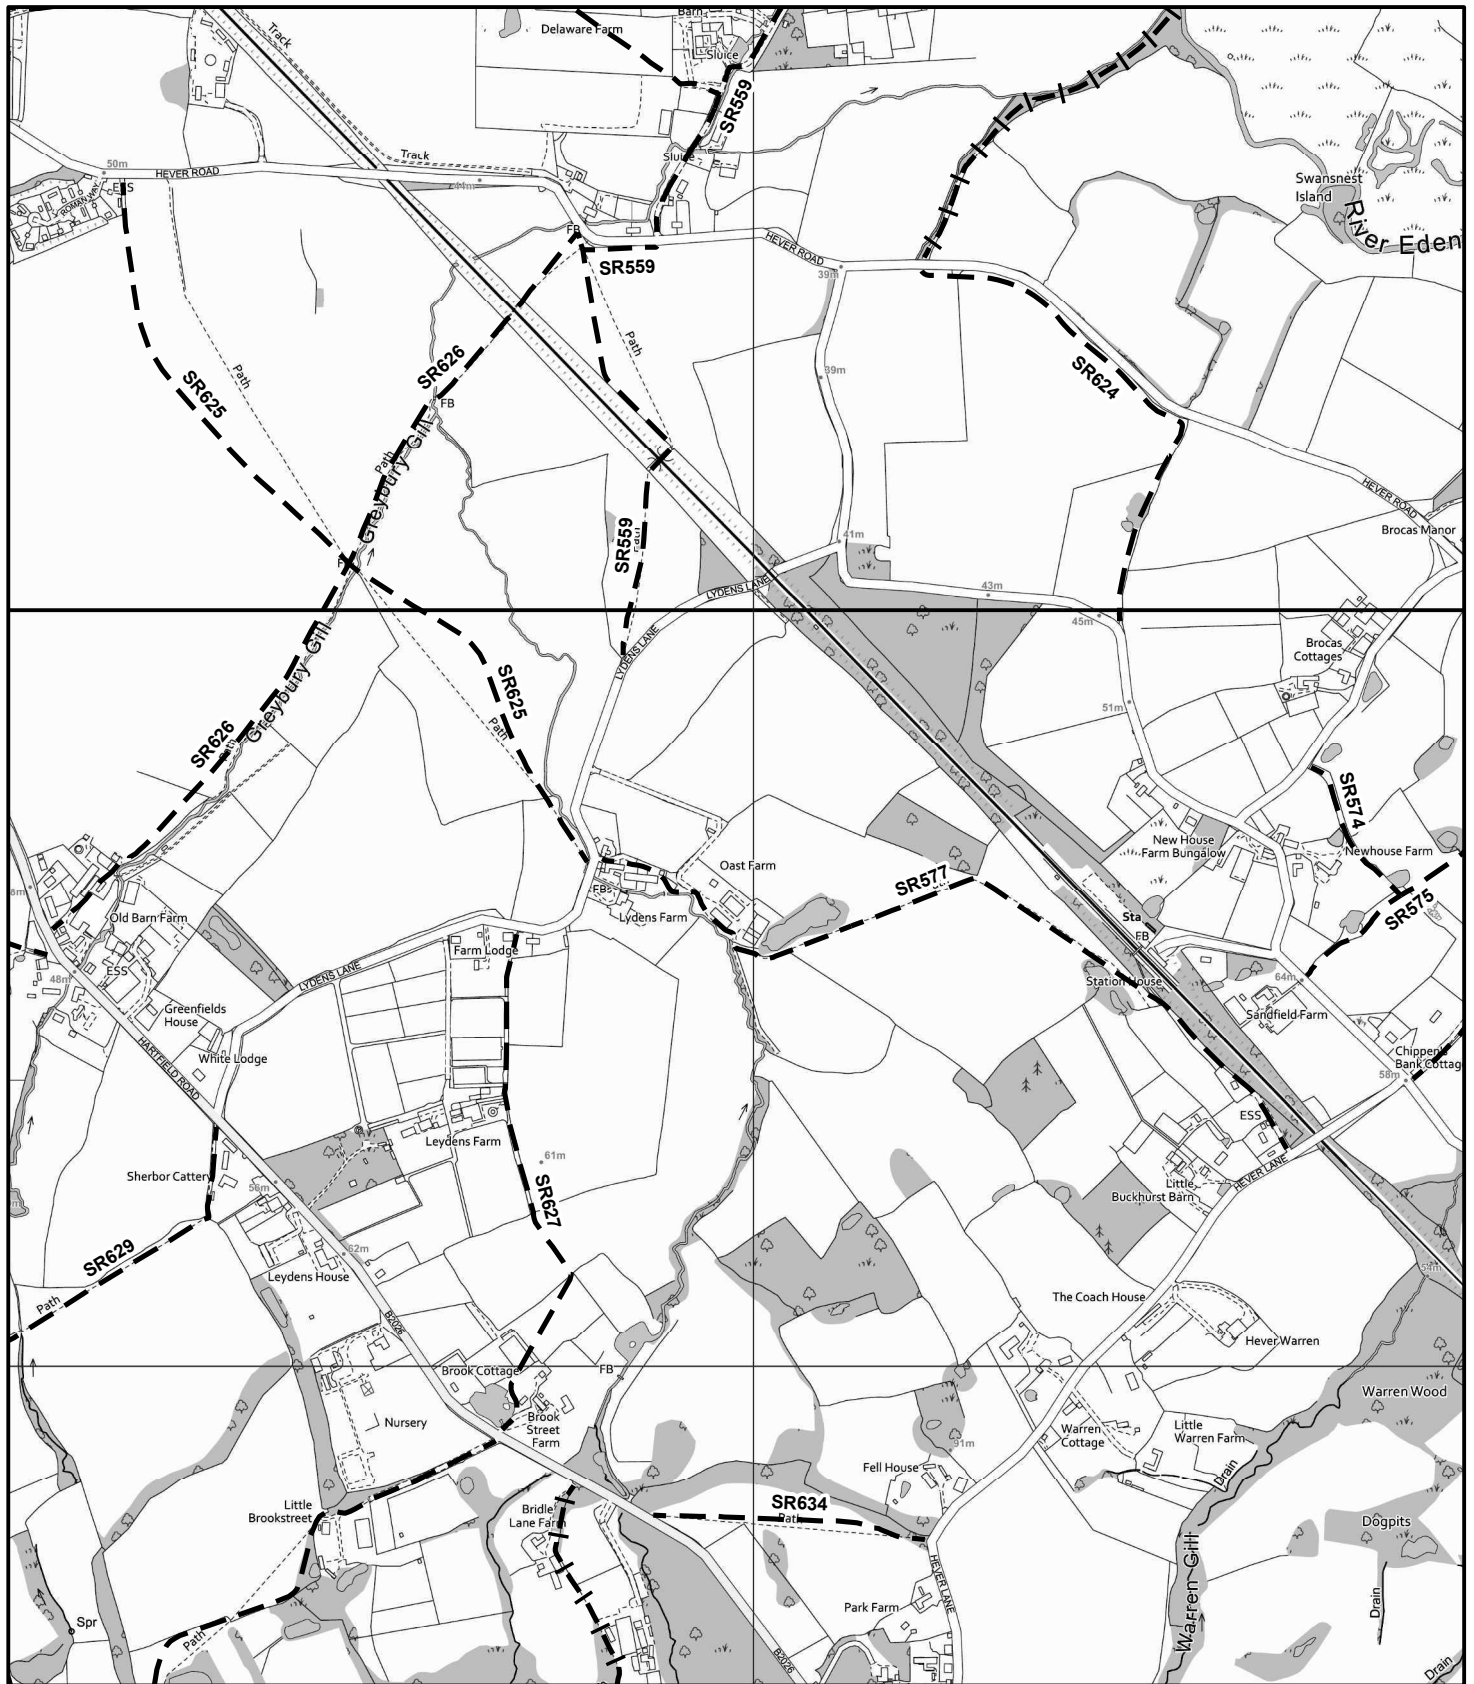 Track
Delaware Farm
Barn
Sluice
SR559
Track
Sluice
50m
HEVER ROAD
ESS
ROMAN WAY
44m
FB
SR559
HEVER ROAD
39m
Swansnest
Island
River Eden
Path
SR625
SR626
FB
Path
39m
SR624
Path
Greybury Gill
SR559
HEVER ROAD
Brocas Manor
41m
LYDENS LANE
43m
45m
Brocas
Cottages
Greybury Gill
LYDENS LANE
SR625
Path
SR626
51m
SR574
New House
Farm Bungalow
Newhouse Farm
SR575
Oast Farm
SR577
FBs
Lydens Farm
Old Barn Farm
ESS
48m
Farm Lodge
LYDENS LANE
Sta
FB
Station House
64m
Sandfield Farm
Greenfields
House
White Lodge
HARTFIELD ROAD
Chippens
Bank Cottage
58m
ESS
Leydens Farm
61m
Sherbor Cattery
56m
HEVER LANE
Little
Buckhurst Barn
SR627
SR629
62m
Leydens House
Path
54m
The Coach House
B2026
Hever Warren
Brook Cottage
FB
Warren Wood
Nursery
Brook
Street
Farm
Warren
Cottage
Little
Warren Farm
91m
Fell House
Drain
Little
Brookstreet
Bridle
Lane Farm
SR634
Path
Dogpits
Warren Gill
HEVER LANE
Park Farm
Drain
Spr
Path
B2026
Drain